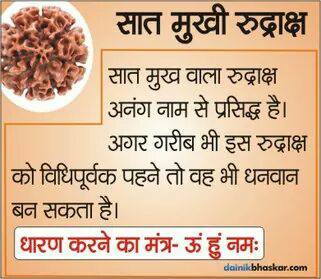 सात मुखी रुद्राक्ष
सात मुख वाला रुद्राक्ष
अनंग नाम से प्रसिद्ध है।
अगर गरीब भी इस रुद्राक्ष
को विधिपूर्वक पहने तो वह भी धनवान
बन सकता है।
धारण करने का मंत्र- ऊं हुं नमः
dainikbhaskar.com